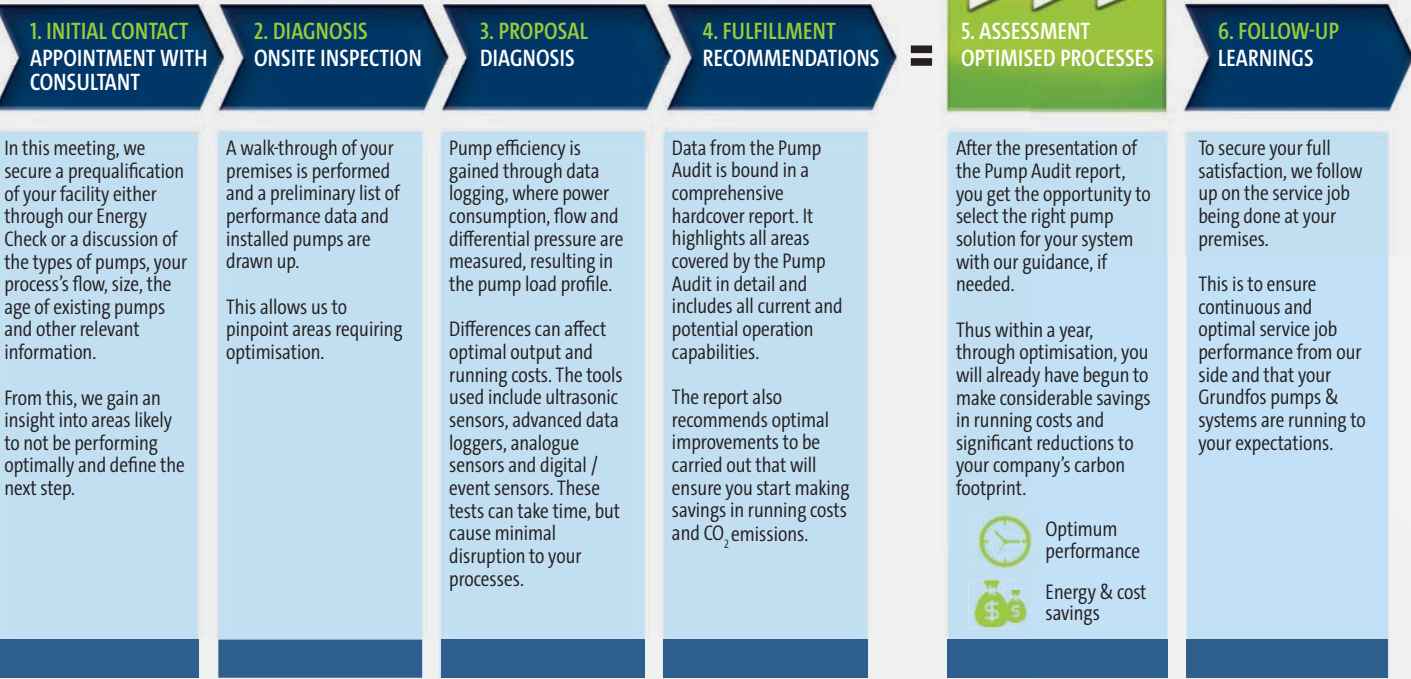 1. INITIAL CONTACT
APPOINTMENT WITH
CONSULTANT
In this meeting, we
secure a prequalification
of your facility either
through our Energy
Check or a discussion of
the types of pumps, your
process's flow, size, the
age of existing pumps
and other relevant
information.
From this, we gain an
insight into areas likely
to not be performing
optimally and define the
next step.
2. DIAGNOSIS
ONSITE INSPECTION
A walk-through of your
premises is performed
and a preliminary list of
performance data and
installed pumps are
drawn up.
This allows us to
pinpoint areas requiring
optimisation.
3. PROPOSAL
DIAGNOSIS
Pump efficiency is
gained through data
logging, where power
consumption, flow and
differential pressure are
measured, resulting in
the pump load profile.
Differences can affect
optimal output and
running costs. The tools
used include ultrasonic
sensors, advanced data
loggers, analogue
sensors and digital /
event sensors. These
tests can take time, but
cause minimal
disruption to your
processes.
4. FULFILLMENT
RECOMMENDATIONS
Data from the Pump
Audit is bound in a
comprehensive
hardcover report. It
highlights all areas
covered by the Pump
Audit in detail and
includes all current and
potential operation
capabilities.
The report also
recommends optimal
improvements to be
carried out that will
ensure you start making
savings in running costs
and CO₂ emissions.
=
5. ASSESSMENT
OPTIMISED PROCESSES
After the presentation of
the Pump Audit report,
you get the opportunity to
select the right pump
solution for your system
with our guidance, if
needed.
Thus within a year,
through optimisation, you
will already have begun to
make considerable savings
in running costs and
significant reductions to
your company's carbon
footprint.
Optimum
performance
$ $
Energy & cost
savings
6. FOLLOW-UP
LEARNINGS
To secure your full
satisfaction, we follow
up on the service job
being done at your
premises.
This is to ensure
continuous and
optimal service job
performance from our
side and that your
Grundfos pumps &
systems are running to
your expectations.